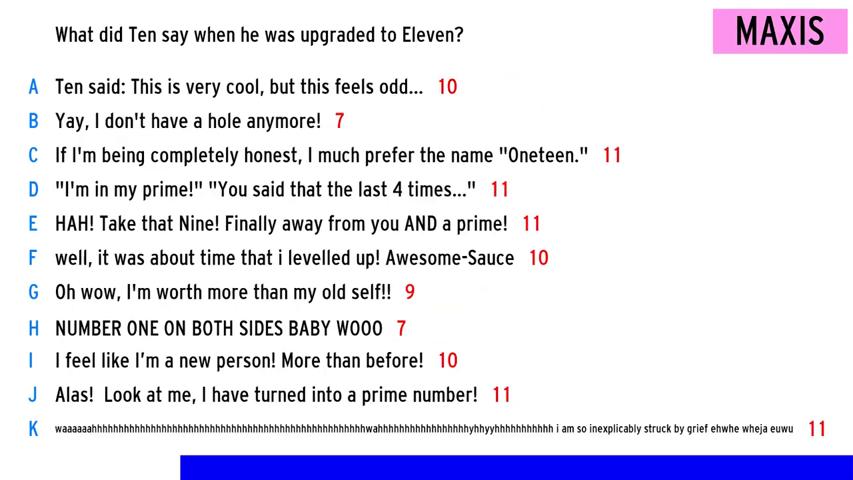 What did Ten say when he was upgraded to Eleven?
MAXIS
A Ten said: This is very cool, but this feels odd... 10
B Yay, I don't have a hole anymore! 7
C If I'm being completely honest, I much prefer the name "Oneteen." 11
D "I'm in my prime!" "You said that the last 4 times..." 11
E HAH! Take that Nine! Finally away from you AND a prime! 11
F well, it was about time that i levelled up! Awesome-Sauce 10
G Oh wow, I'm worth more than my old self!! 9
H NUMBER ONE ON BOTH SIDES BABY WOOO 7
I I feel like I'm a new person! More than before! 10
J Alas!  Look at me, I have turned into a prime number! 11
K i am so inexplicably struck by grief ehwhe wheja euwu 11